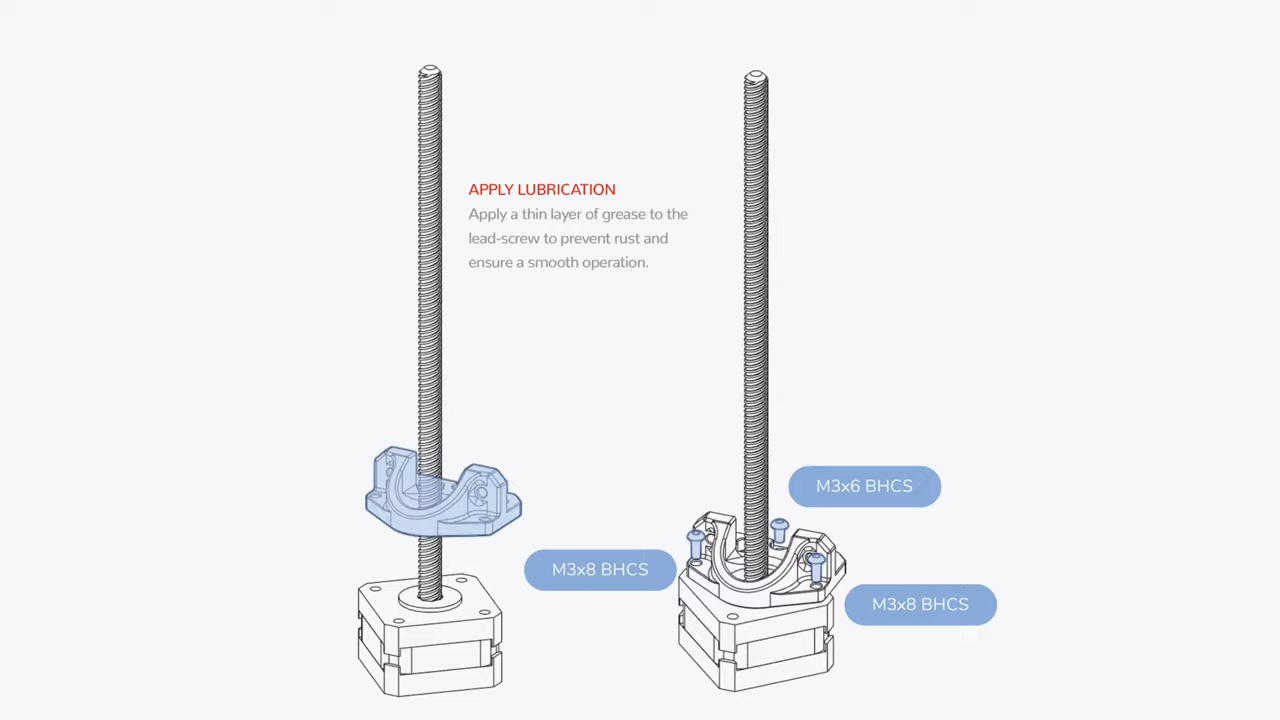 APPLY LUBRICATION
Apply a thin layer of grease to the
lead-screw to prevent rust and
ensure a smooth operation.
M3x6 BHCS
M3x8 BHCS
M3x8 BHCS